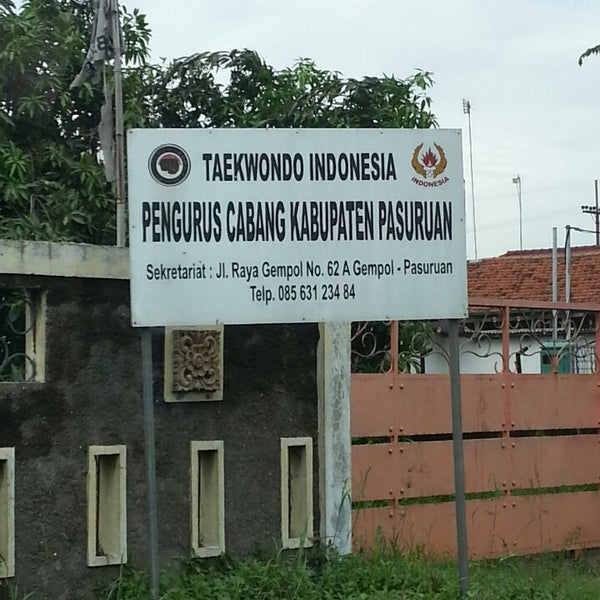 TAEKWONDO INDONESIA
INDONESIA
PENGURUS CABANG KABUPATEN PASURUAN
Sekretariat : Jl. Raya Gempol No. 62 A Gempol - Pasuruan
Telp. 085 631 234 84